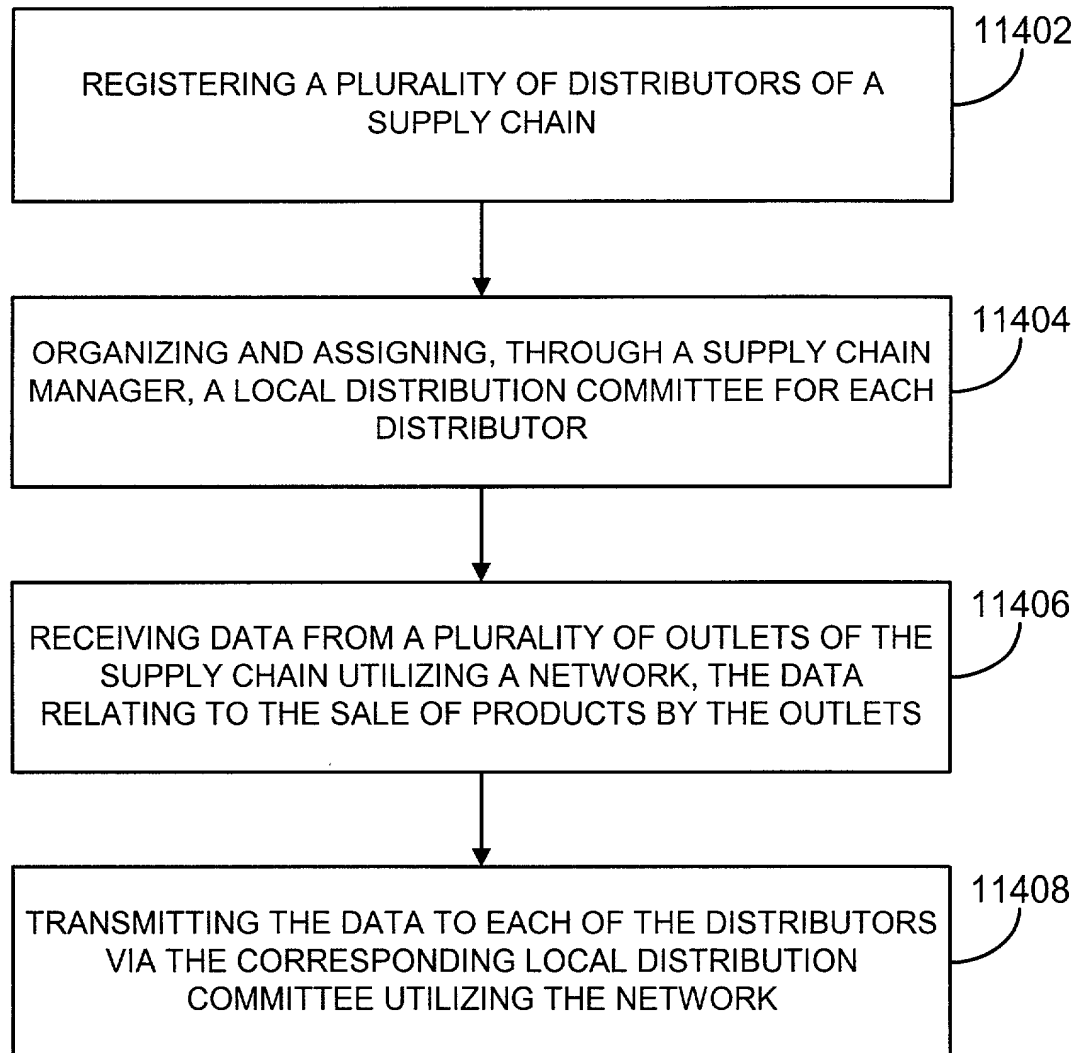 11402
REGISTERING A PLURALITY OF DISTRIBUTORS OF A
SUPPLY CHAIN
11404
ORGANIZING AND ASSIGNING, THROUGH A SUPPLY CHAIN
MANAGER, A LOCAL DISTRIBUTION COMMITTEE FOR EACH
DISTRIBUTOR
11406
RECEIVING DATA FROM A PLURALITY OF OUTLETS OF THE
SUPPLY CHAIN UTILIZING A NETWORK, THE DATA
RELATING TO THE SALE OF PRODUCTS BY THE OUTLETS
11408
TRANSMITTING THE DATA TO EACH OF THE DISTRIBUTORS
VIA THE CORRESPONDING LOCAL DISTRIBUTION
COMMITTEE UTILIZING THE NETWORK